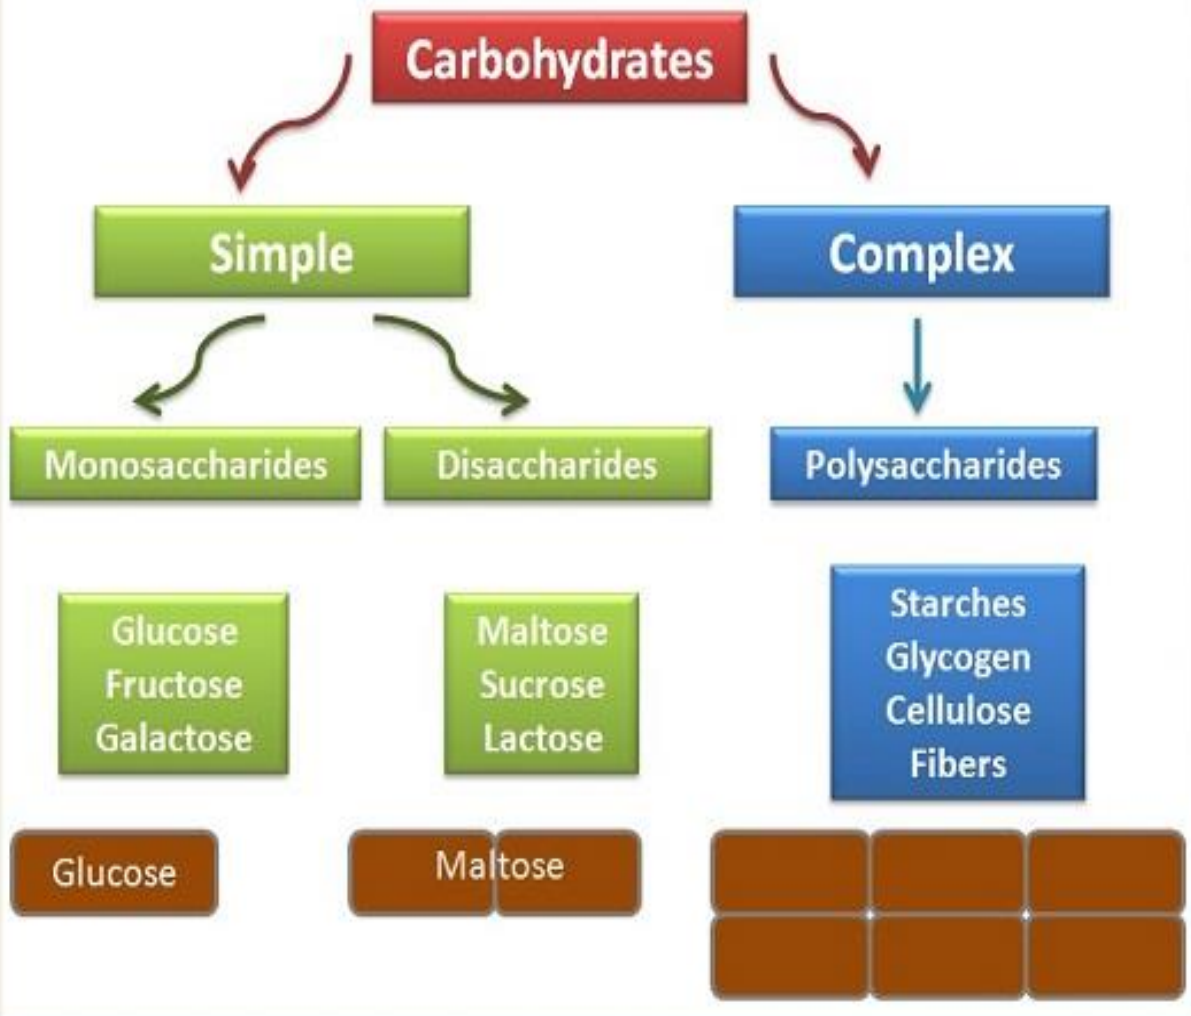 Carbohydrates
Simple
Complex
Monosaccharides
Disaccharides
Polysaccharides
Glucose
Fructose
Galactose
Maltose
Sucrose
Lactose
Starches
Glycogen
Cellulose
Fibers
Glucose
Maltose